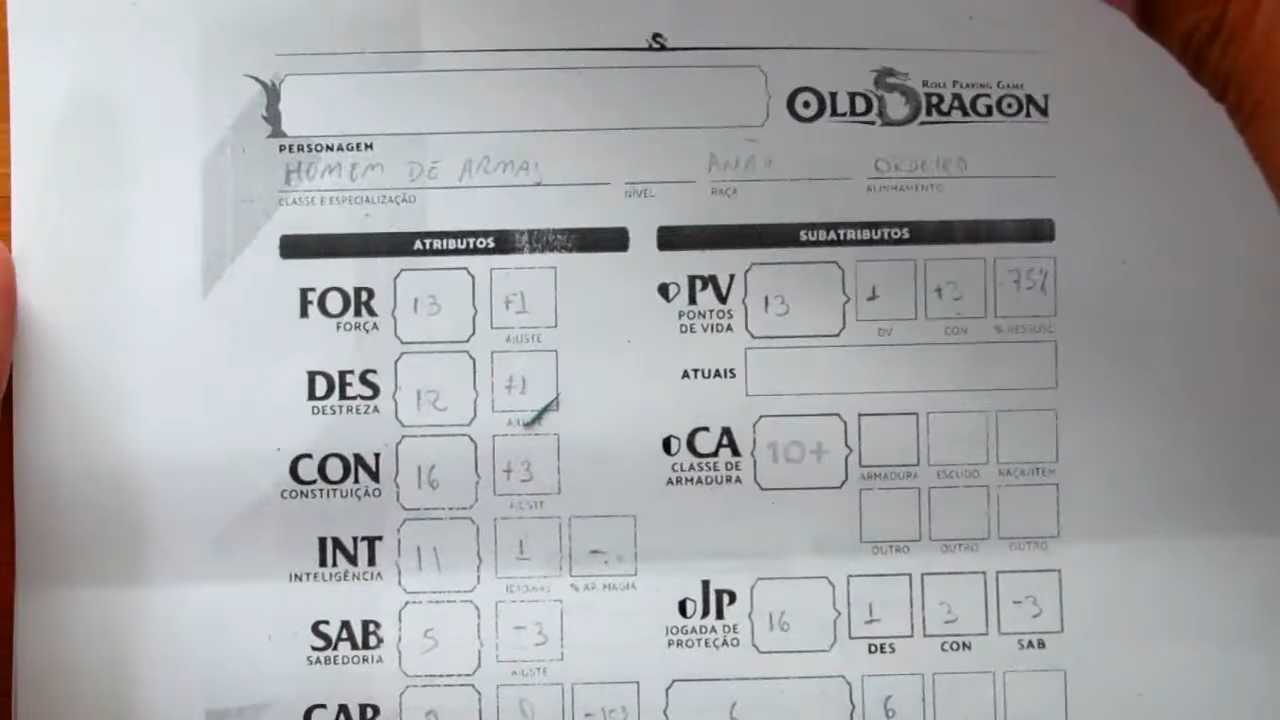 ROLE PLAYING GAME
OLD DRAGON
PERSONAGEM
HOMEM DE ARMAS ANÃO ORDEIRO
CLASSE E ESPECIALIZAÇÃO NÍVEL RAÇA ALINHAMENTO
ATRIBUTOS
FOR 13 +1
FORÇA AJUSTE
DES 12 +1
DESTREZA AJUSTE
CON 16 +3
CONSTITUIÇÃO AJUSTE
INT 11 1
INTELIGÊNCIA IDIOMAS % AP. MAGIA
SAB 5 -3
SABEDORIA AJUSTE
CAR
SUBATRIBUTOS
PV 13 1 +3 75%
PONTOS DE VIDA DV CON % RESSUSC
ATUAIS
CA 10+
CLASSE DE ARMADURA ARMADURA ESCUDO RAÇA/ITEM
OUTRO OUTRO OUTRO
JP 16 1 3 -3
JOGADA DE PROTEÇÃO DES CON SAB
6